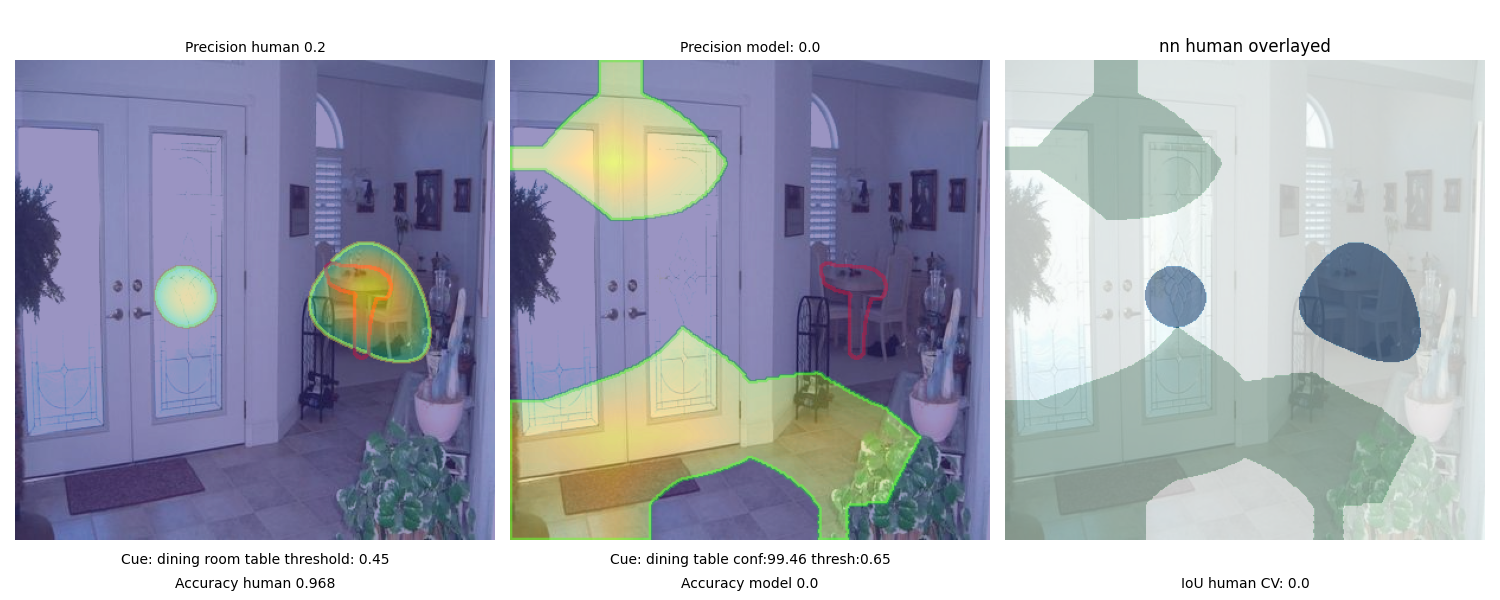 Precision human 0.2
Precision model: 0.0
nn human overlayed
Cue: dining room table threshold: 0.45
Cue: dining table conf:99.46 thresh:0.65
Accuracy human 0.968
Accuracy model 0.0
IoU human CV: 0.0